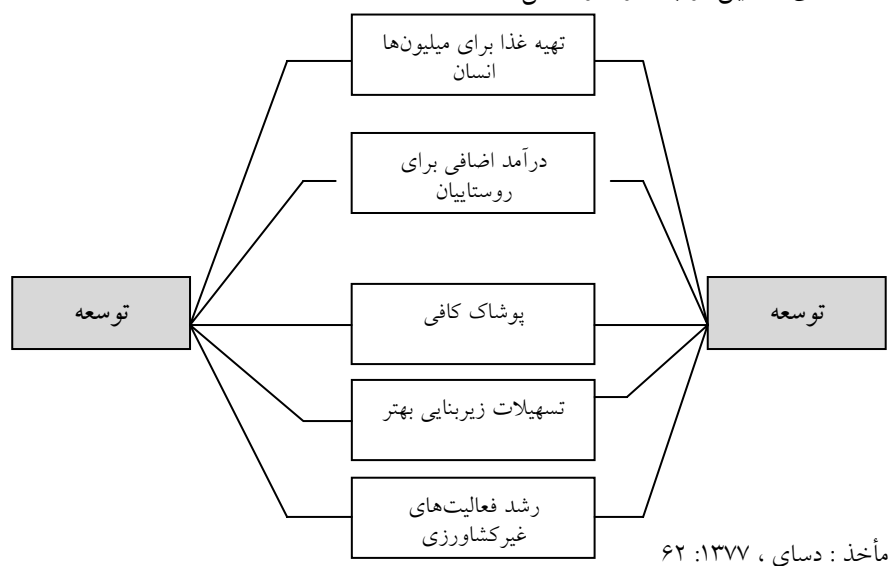 تهیه غذا برای میلیون‌ها
انسان
درآمد اضافی برای
روستاییان
توسعه
پوشاک کافی
توسعه
تسهیلات زیربنایی بهتر
رشد فعالیت‌های
غیرکشاورزی
مأخذ : دسای ، ۱۳۷۷: ۶۲